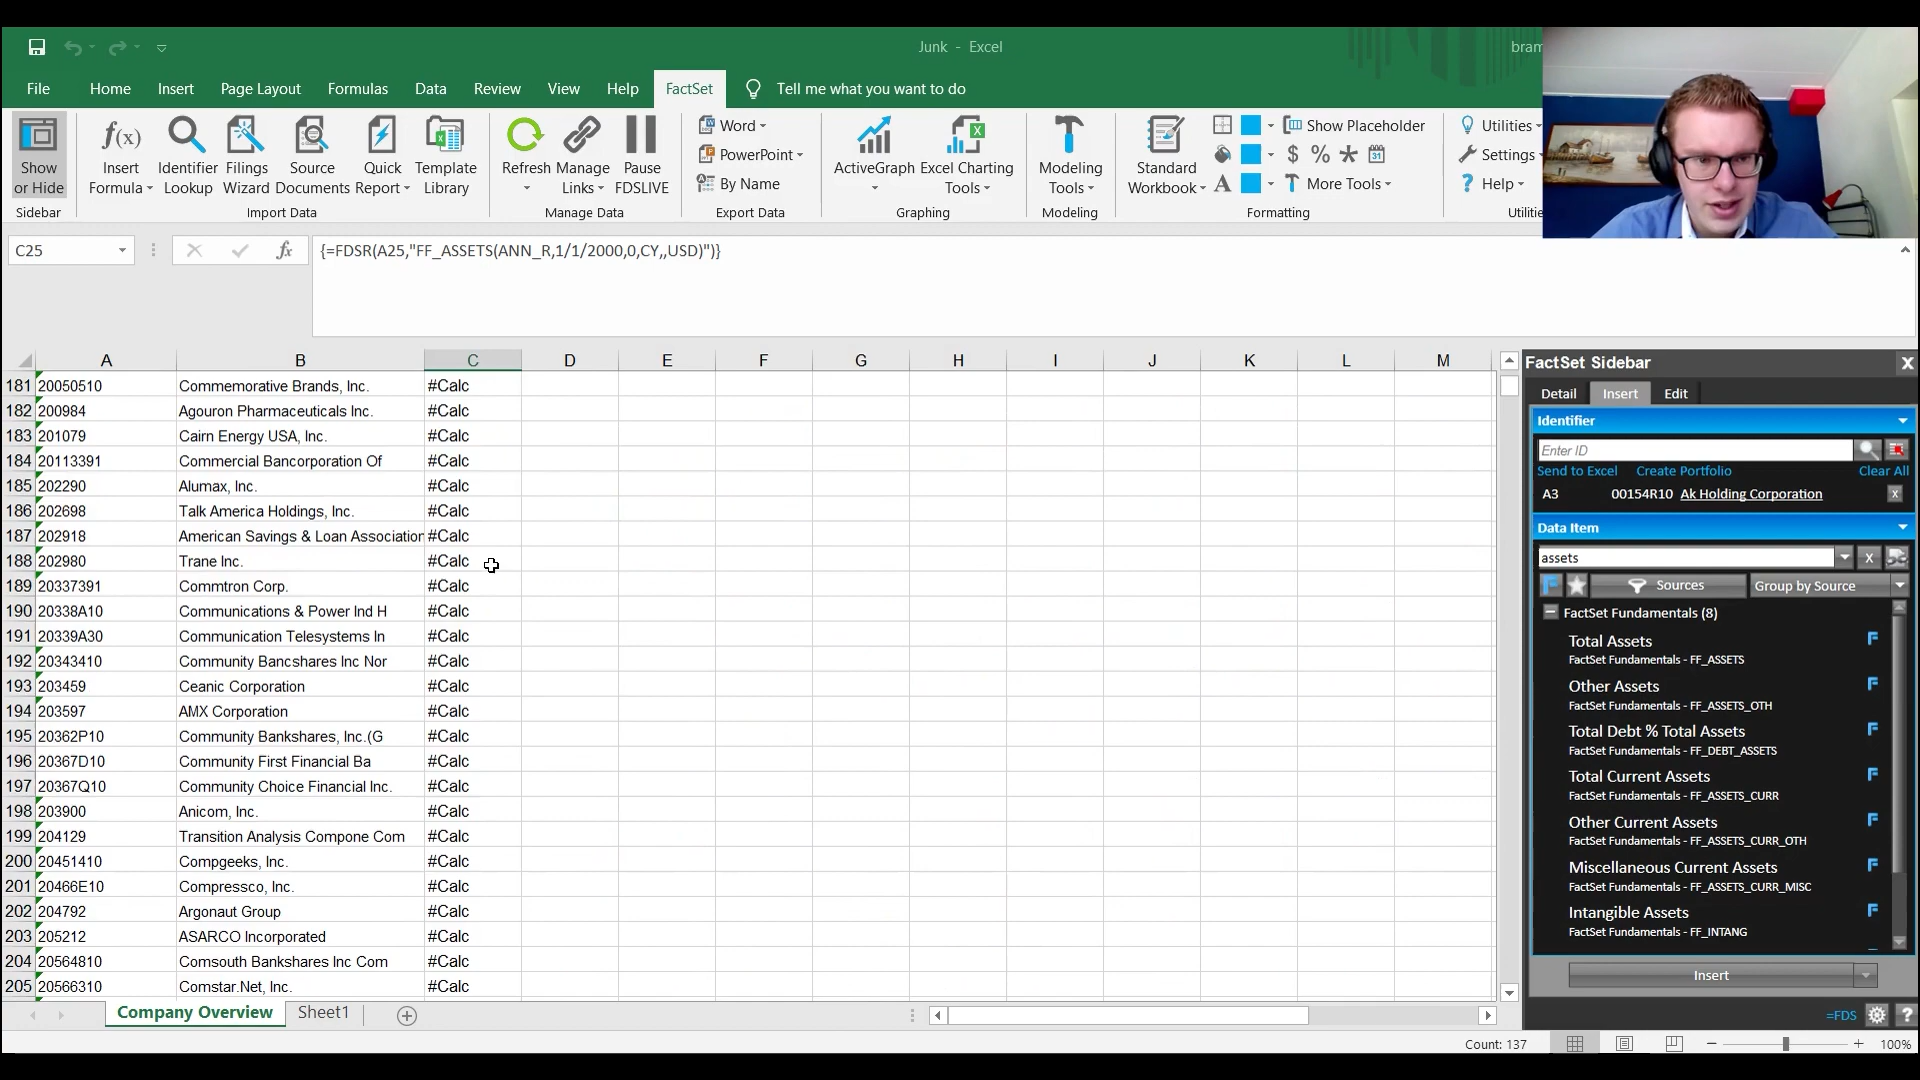 Junk - Excel
bram
File Home Insert Page Layout Formulas Data Review View Help FactSet Tell me what you want to do
Show or Hide
Insert Formula
Identifier Lookup
Filings Wizard
Source Documents
Quick Report
Template Library
Refresh
Manage Links
Pause FDSLIVE
Word
PowerPoint
By Name
ActiveGraph
Excel Charting Tools
Modeling Tools
Standard Workbook
Show Placeholder
More Tools
Utilities
Settings
Help
Sidebar Import Data Manage Data Export Data Graphing Modeling Formatting Utilitie
C25 fx {=FDSR(A25,"FF_ASSETS(ANN_R,1/1/2000,0,CY,,USD)")}
A B C D E F G H I J K L M
181 20050510 Commemorative Brands, Inc. #Calc
182 200984 Agouron Pharmaceuticals Inc. #Calc
183 201079 Cairn Energy USA, Inc. #Calc
184 20113391 Commercial Bancorporation Of #Calc
185 202290 Alumax, Inc. #Calc
186 202698 Talk America Holdings, Inc. #Calc
187 202918 American Savings & Loan Association #Calc
188 202980 Trane Inc. #Calc
189 20337391 Commtron Corp. #Calc
190 20338A10 Communications & Power Ind H #Calc
191 20339A30 Communication Telesystems In #Calc
192 20343410 Community Bancshares Inc Nor #Calc
193 203459 Ceanic Corporation #Calc
194 203597 AMX Corporation #Calc
195 20362P10 Community Bankshares, Inc.(G #Calc
196 20367D10 Community First Financial Ba #Calc
197 20367Q10 Community Choice Financial Inc. #Calc
198 203900 Anicom, Inc. #Calc
199 204129 Transition Analysis Compone Com #Calc
200 20451410 Compgeeks, Inc. #Calc
201 20466E10 Compressco, Inc. #Calc
202 204792 Argonaut Group #Calc
203 205212 ASARCO Incorporated #Calc
204 20564810 Comsouth Bankshares Inc Com #Calc
205 20566310 Comstar.Net, Inc. #Calc
Company Overview Sheet1
FactSet Sidebar X
Detail Insert Edit
Identifier
Enter ID
Send to Excel Create Portfolio Clear All
A3 00154R10 Ak Holding Corporation x
Data Item
assets x
Sources Group by Source
FactSet Fundamentals (8)
Total Assets F
FactSet Fundamentals - FF_ASSETS
Other Assets F
FactSet Fundamentals - FF_ASSETS_OTH
Total Debt % Total Assets F
FactSet Fundamentals - FF_DEBT_ASSETS
Total Current Assets F
FactSet Fundamentals - FF_ASSETS_CURR
Other Current Assets F
FactSet Fundamentals - FF_ASSETS_CURR_OTH
Miscellaneous Current Assets F
FactSet Fundamentals - FF_ASSETS_CURR_MISC
Intangible Assets F
FactSet Fundamentals - FF_INTANG
Insert
=FDS ?
Count: 137 100%